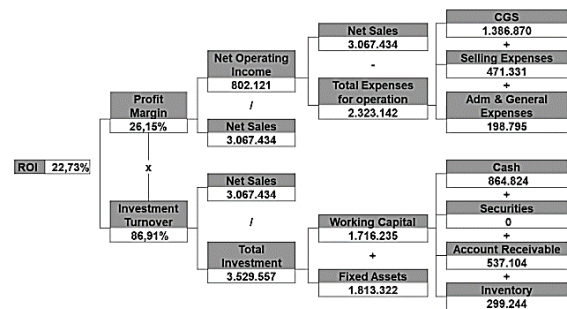 CGS
1.386.870
+
Net Sales
3.067.434
-
Selling Expenses
471.331
+
Net Operating
Income
802.121
/
Total Expenses
for operation
2.323.142
Adm & General
Expenses
198.795
Profit
Margin
26,15%
Net Sales
3.067.434
ROI 22,73%
x
Cash
864.824
+
Net Sales
3.067.434
/
Investment
Turnover
86,91%
Working Capital
1.716.235
+
Securities
0
+
Total
Investment
3.529.557
Account Receivable
537.104
+
Fixed Assets
1.813.322
Inventory
299.244